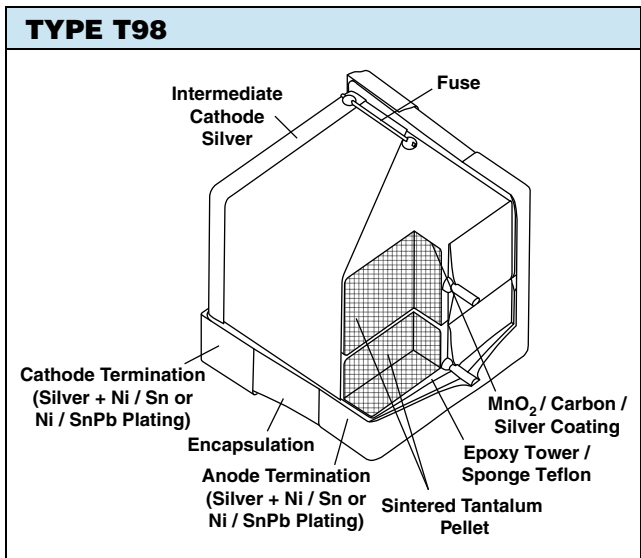 TYPE T98
Fuse
Intermediate
Cathode
Silver
Cathode Termination
(Silver + Ni / Sn or
Ni / SnPb Plating)
Encapsulation
Anode Termination
(Silver + Ni / Sn or
Ni / SnPb Plating)
MnO₂ / Carbon /
Silver Coating
Epoxy Tower /
Sponge Teflon
Sintered Tantalum
Pellet